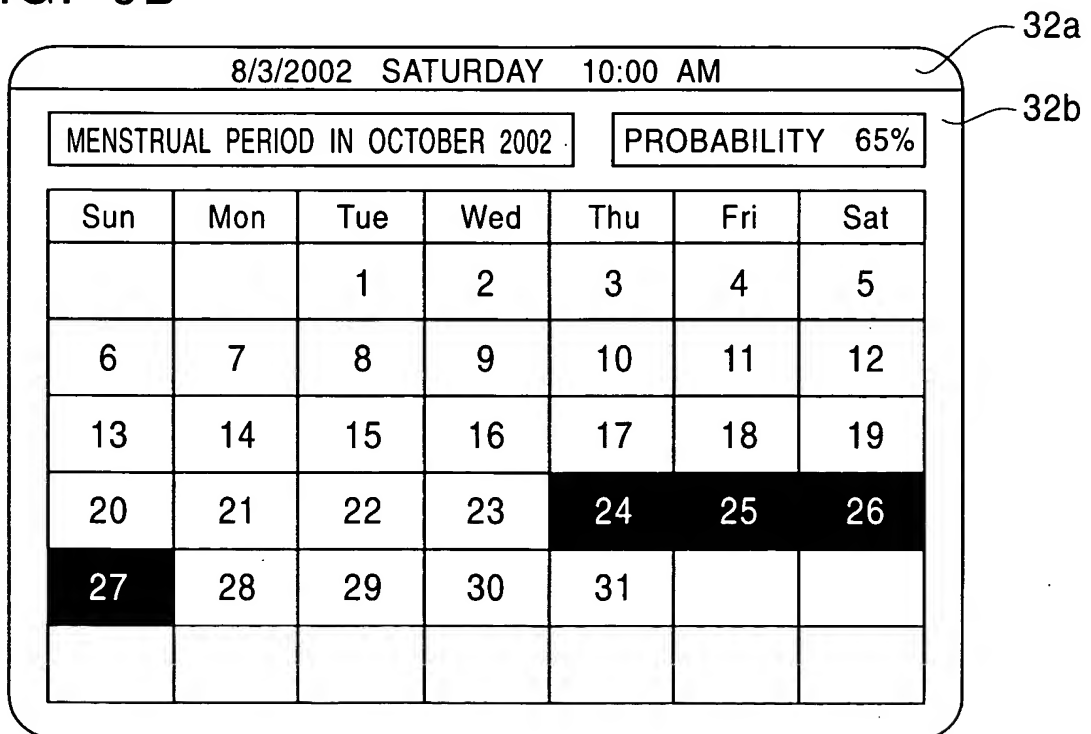 32a
8/3/2002 SATURDAY 10:00 AM
32b
MENSTRUAL PERIOD IN OCTOBER 2002 PROBABILITY 65%
Sun Mon Tue Wed Thu Fri Sat
1 2 3 4 5
6 7 8 9 10 11 12
13 14 15 16 17 18 19
20 21 22 23 24 25 26
27 28 29 30 31